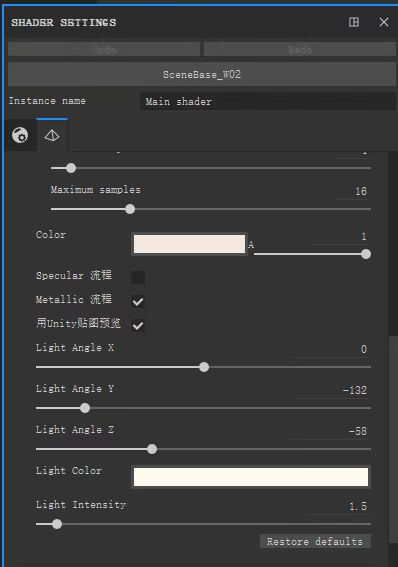 SHADER SETTINGS
Undo Redo
SceneBase_W02
Instance name Main shader
Maximum samples 16
Color A 1
Specular 流程
Metallic 流程
用Unity贴图预览
Light Angle X 0
Light Angle Y -132
Light Angle Z -58
Light Color
Light Intensity 1.5
Restore defaults